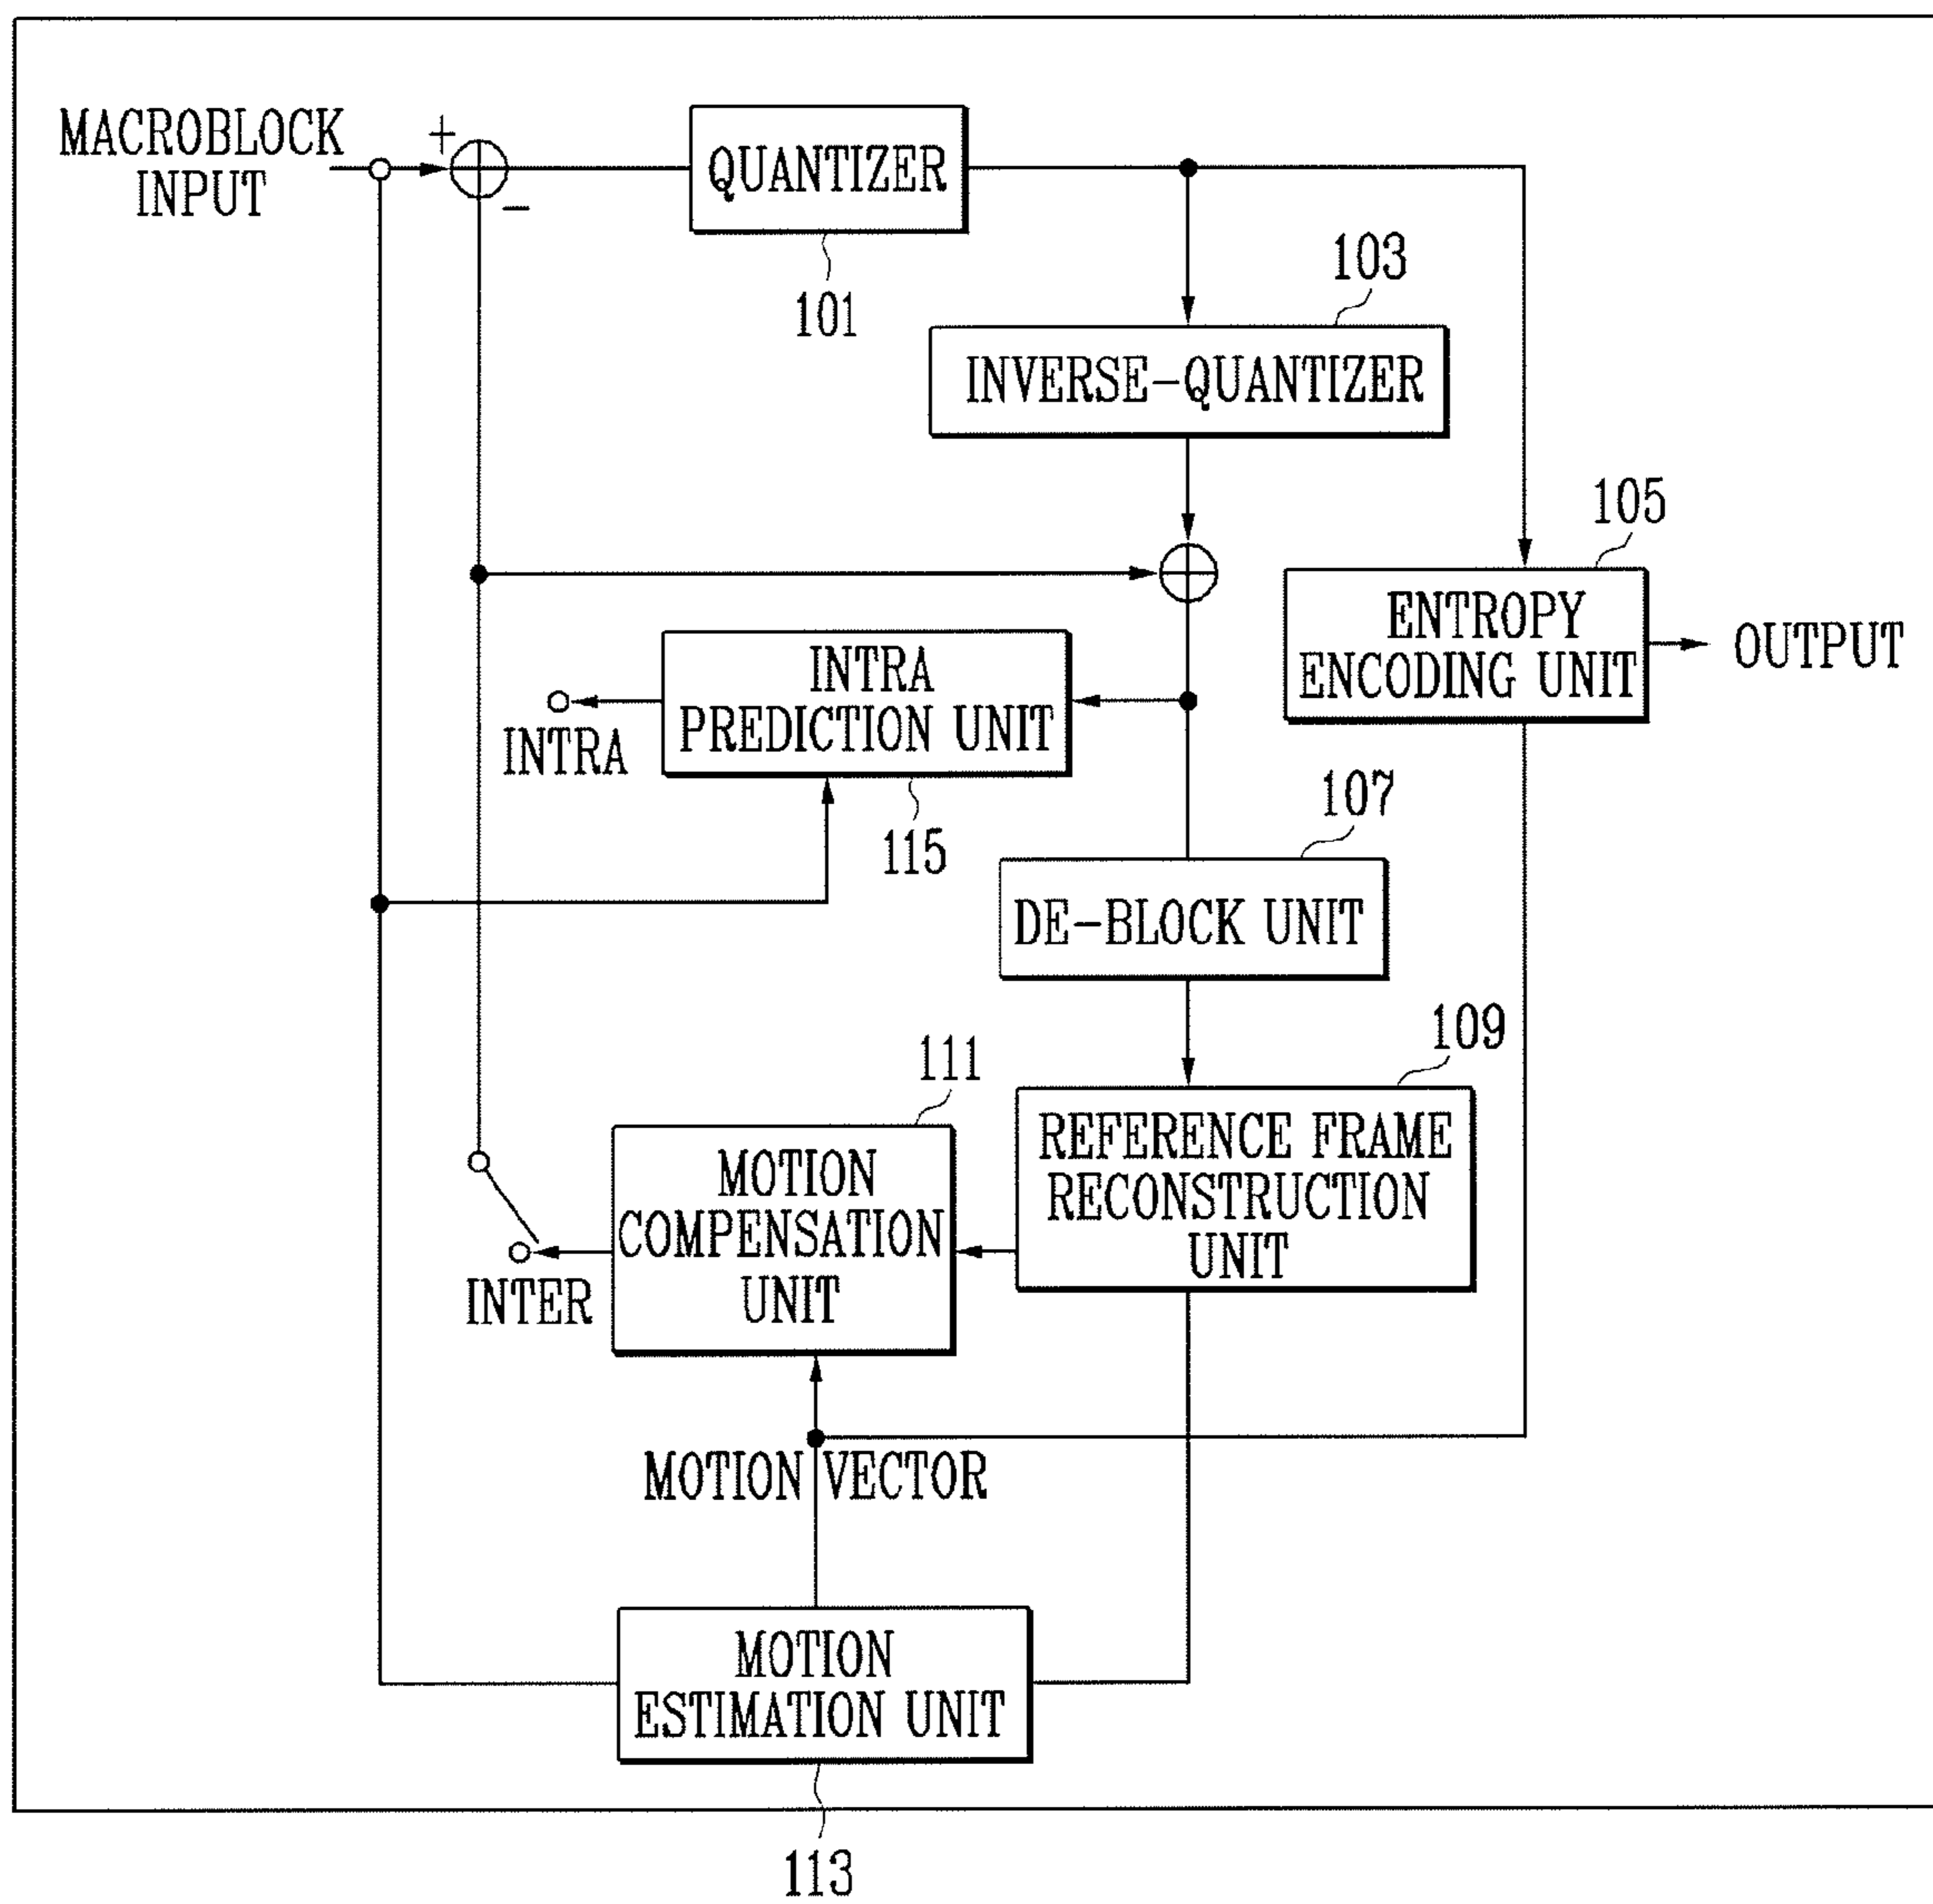 MACROBLOCK
INPUT
+
−
QUANTIZER
101
103
INVERSE-QUANTIZER
105
ENTROPY
ENCODING UNIT
OUTPUT
INTRA
PREDICTION UNIT
INTRA
115
107
DE-BLOCK UNIT
109
111
REFERENCE FRAME
RECONSTRUCTION
UNIT
MOTION
COMPENSATION
UNIT
INTER
MOTION VECTOR
MOTION
ESTIMATION UNIT
113